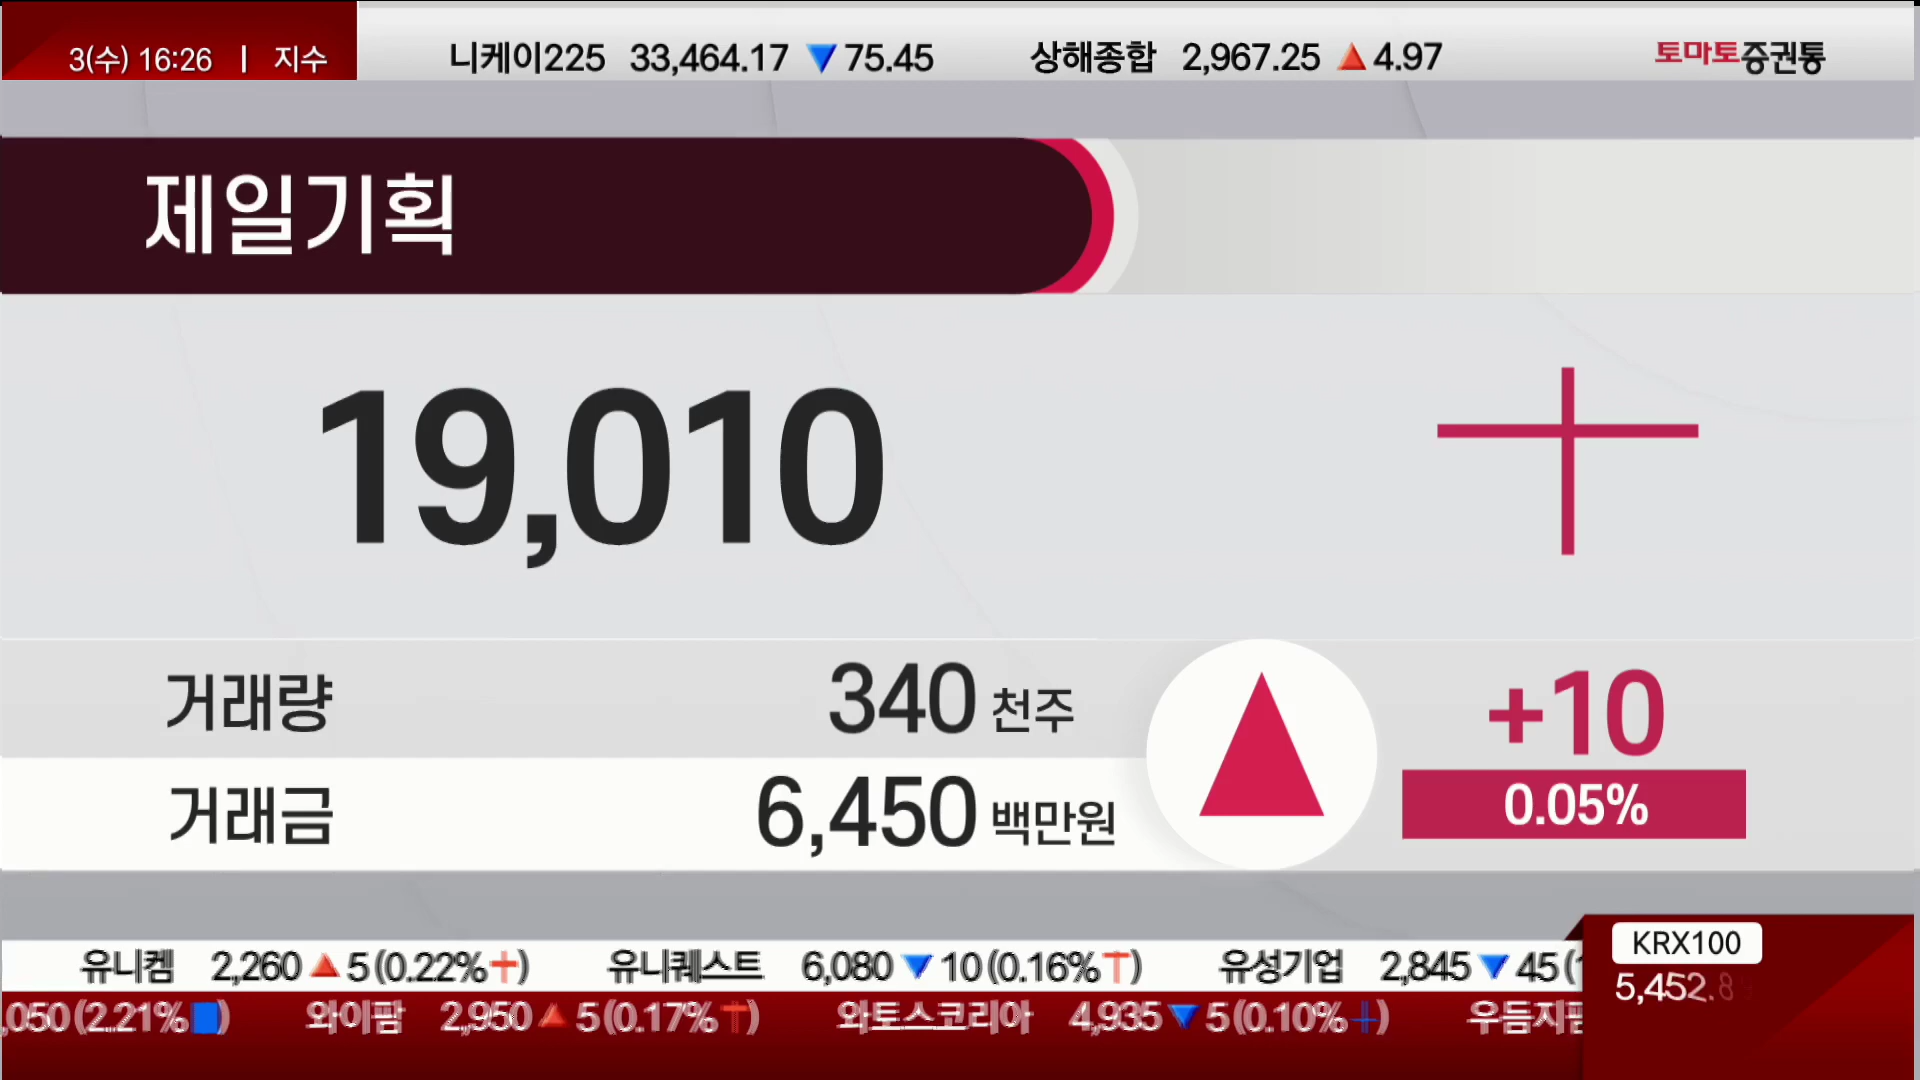 3(수) 16:26 | 지수 니케이225 33,464.17 ▼ 75.45 상해종합 2,967.25 ▲ 4.97 토마토증권통
제일기획
19,010
거래량 340 천주
+10
거래금 6,450 백만원
0.05%
KRX100
유니켐 2,260 ▲ 5 (0.22%) 유니퀘스트 6,080 ▼ 10 (0.16%) 유성기업 2,845 ▼ 45
5,452.8
,050 (2.21%) 와이팜 2,950 ▲ 5 (0.17%) 와토스코리아 4,935 ▼ 5 (0.10%) 우듬지